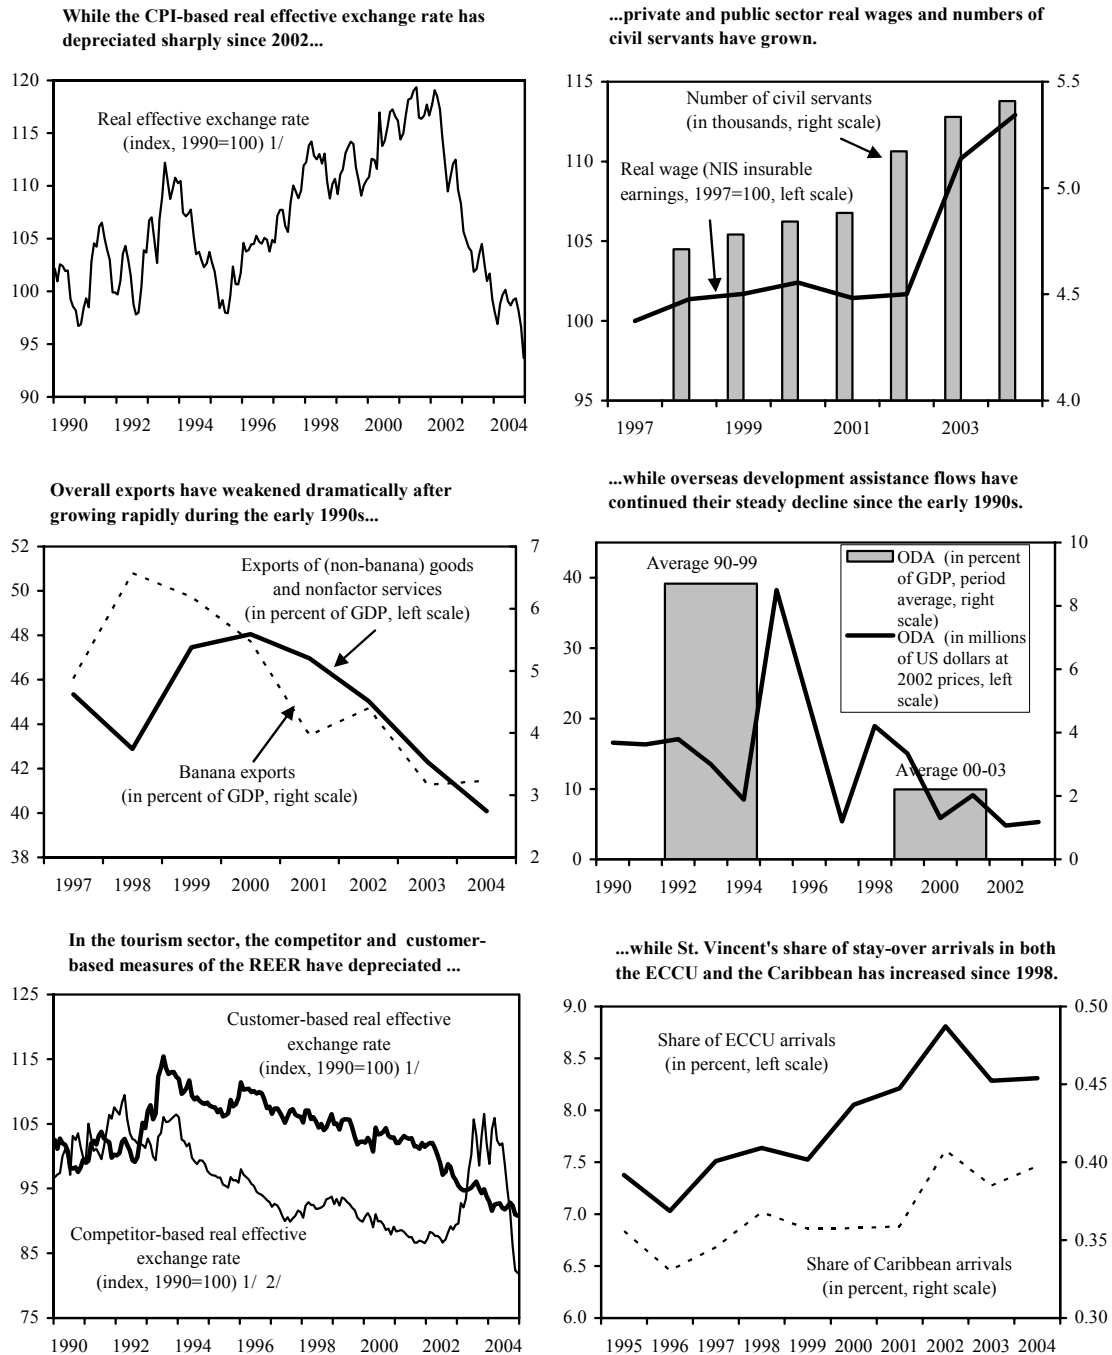 While the CPI-based real effective exchange rate has
depreciated sharply since 2002...
120
115
110
105
100
95
90
Real effective exchange rate
(index, 1990=100) 1/
1990 1992 1994 1996 1998 2000 2002 2004
...private and public sector real wages and numbers of
civil servants have grown.
115
110
105
100
95
Number of civil servants
(in thousands, right scale)
Real wage (NIS insurable
earnings, 1997=100, left scale)
5.5
5.0
4.5
4.0
1997 1999 2001 2003
Overall exports have weakened dramatically after
growing rapidly during the early 1990s...
52
50
48
46
44
42
40
38
Exports of (non-banana) goods
and nonfactor services
(in percent of GDP, left scale)
Banana exports
(in percent of GDP, right scale)
7
6
5
4
3
2
1997 1998 1999 2000 2001 2002 2003 2004
...while overseas development assistance flows have
continued their steady decline since the early 1990s.
40
30
20
10
0
Average 90-99
ODA (in percent
of GDP, period
average, right
scale)
ODA (in millions
of US dollars at
2002 prices, left
scale)
Average 00-03
10
8
6
4
2
0
1990 1992 1994 1996 1998 2000 2002
In the tourism sector, the competitor and customer-
based measures of the REER have depreciated ...
125
115
105
95
85
75
Customer-based real effective
exchange rate
(index, 1990=100) 1/
Competitor-based real effective
exchange rate
(index, 1990=100) 1/ 2/
1990 1992 1994 1996 1998 2000 2002 2004
...while St. Vincent's share of stay-over arrivals in both
the ECCU and the Caribbean has increased since 1998.
9.0
8.5
8.0
7.5
7.0
6.5
6.0
Share of ECCU arrivals
(in percent, left scale)
Share of Caribbean arrivals
(in percent, right scale)
0.50
0.45
0.40
0.35
0.30
1995 1996 1997 1998 1999 2000 2001 2002 2003 2004